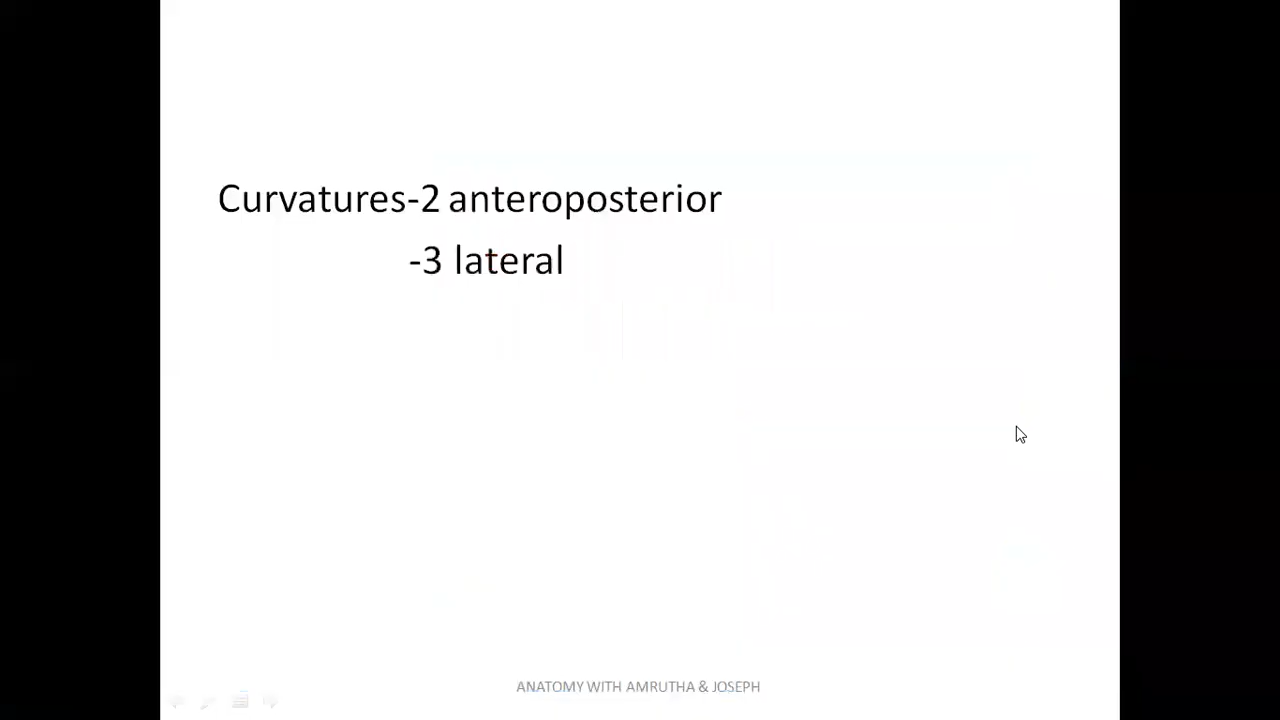 Curvatures-2 anteroposterior
-3 lateral
ANATOMY WITH AMRUTHA & JOSEPH